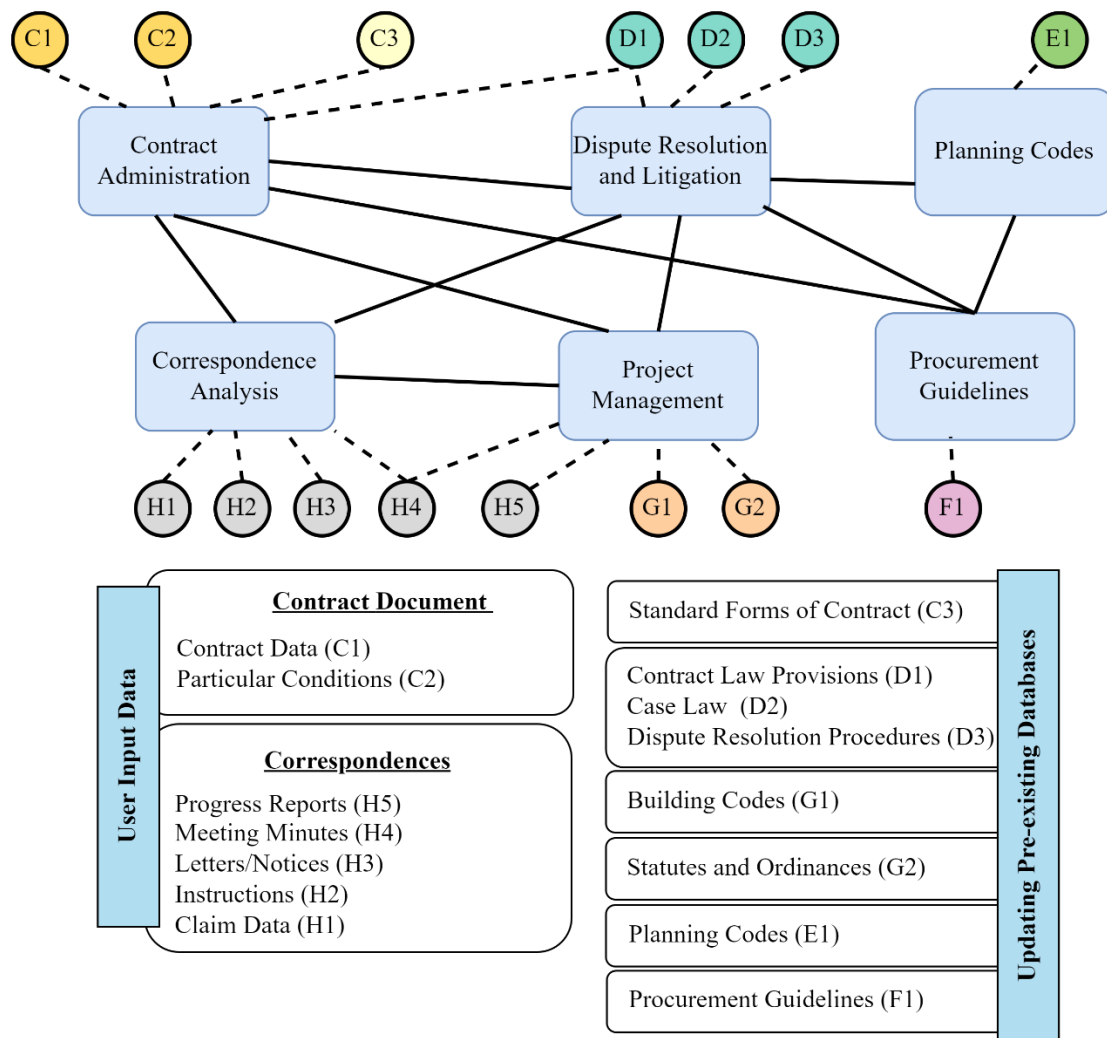 C1
C2
C3
D1
D2
D3
E1
Contract
Administration
Dispute Resolution
and Litigation
Planning Codes
Correspondence
Analysis
Project
Management
Procurement
Guidelines
H1
H2
H3
H4
H5
G1
G2
F1
User Input Data
Contract Document
Contract Data (C1)
Particular Conditions (C2)
Correspondences
Progress Reports (H5)
Meeting Minutes (H4)
Letters/Notices (H3)
Instructions (H2)
Claim Data (H1)
Standard Forms of Contract (C3)
Contract Law Provisions (D1)
Case Law (D2)
Dispute Resolution Procedures (D3)
Building Codes (G1)
Statutes and Ordinances (G2)
Planning Codes (E1)
Procurement Guidelines (F1)
Updating Pre-existing Databases